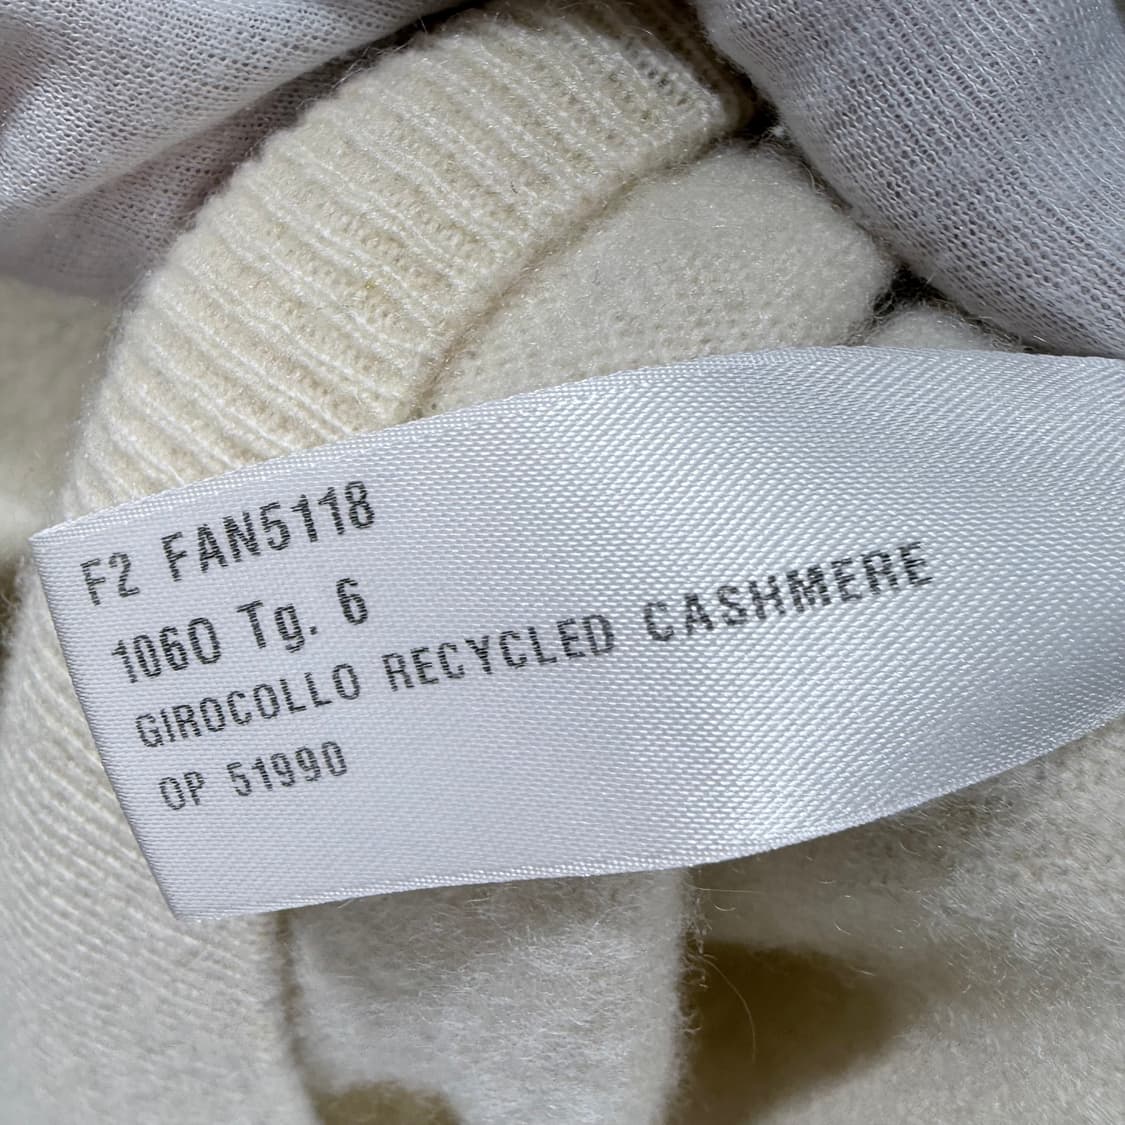 F2 FAN5118
1060 Tg. 6
GIROCOLLO RECYCLED CASHMERE
OP 51990